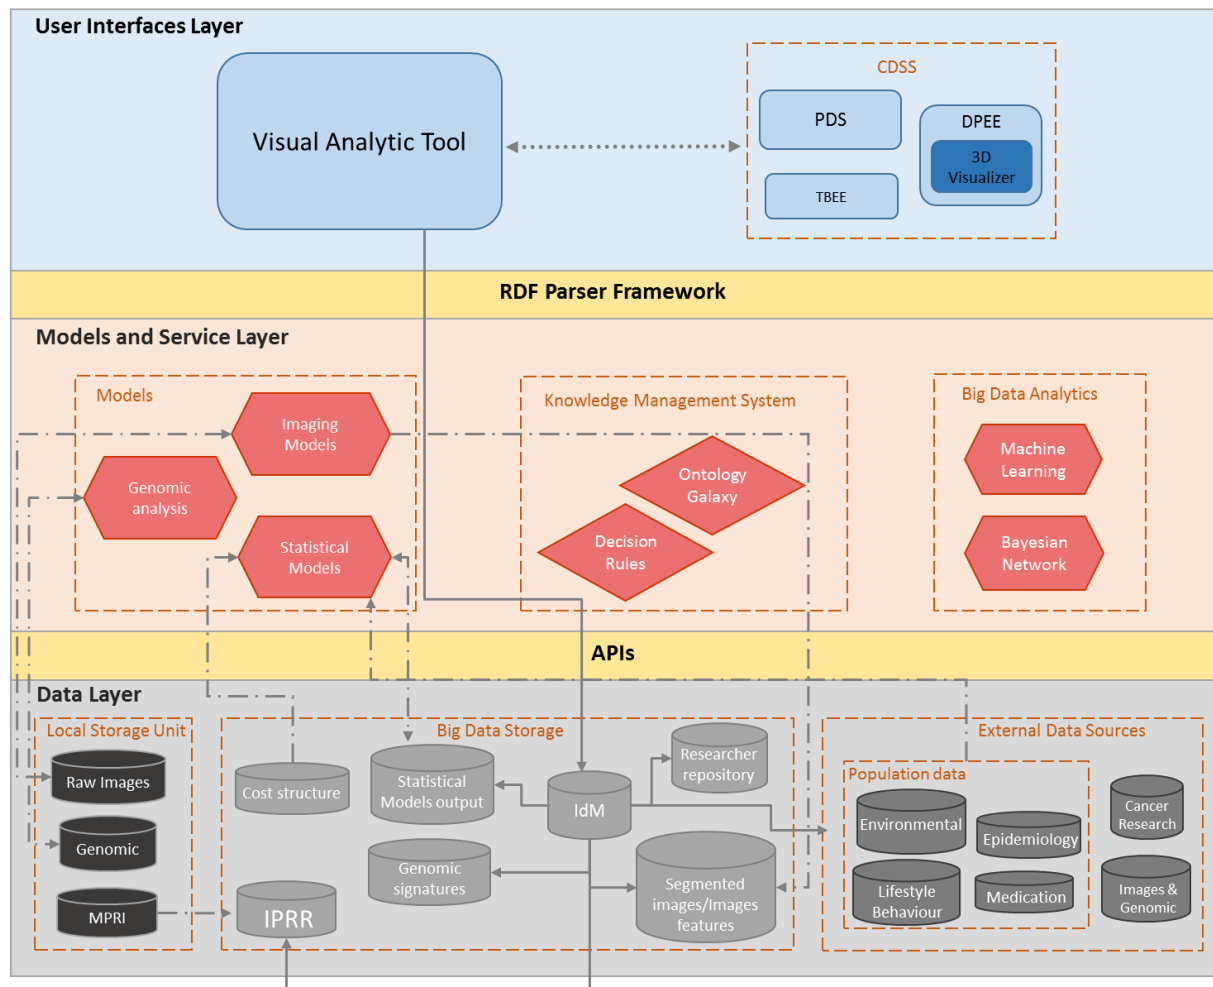 User Interfaces Layer
Visual Analytic Tool
CDSS
PDS
DPEE
3D
Visualizer
TBEE
RDF Parser Framework
Models and Service Layer
Models
Imaging
Models
Genomic
analysis
Statistical
Models
Knowledge Management System
Ontology
Galaxy
Decision
Rules
Big Data Analytics
Machine
Learning
Bayesian
Network
APIs
Data Layer
Local Storage Unit
Raw Images
Genomic
MPRI
Big Data Storage
Cost structure
Statistical
Models output
Researcher
repository
IdM
Genomic
signatures
IPRR
Segmented
images/Images
features
External Data Sources
Population data
Environmental
Epidemiology
Lifestyle
Behaviour
Medication
Cancer
Research
Images &
Genomic